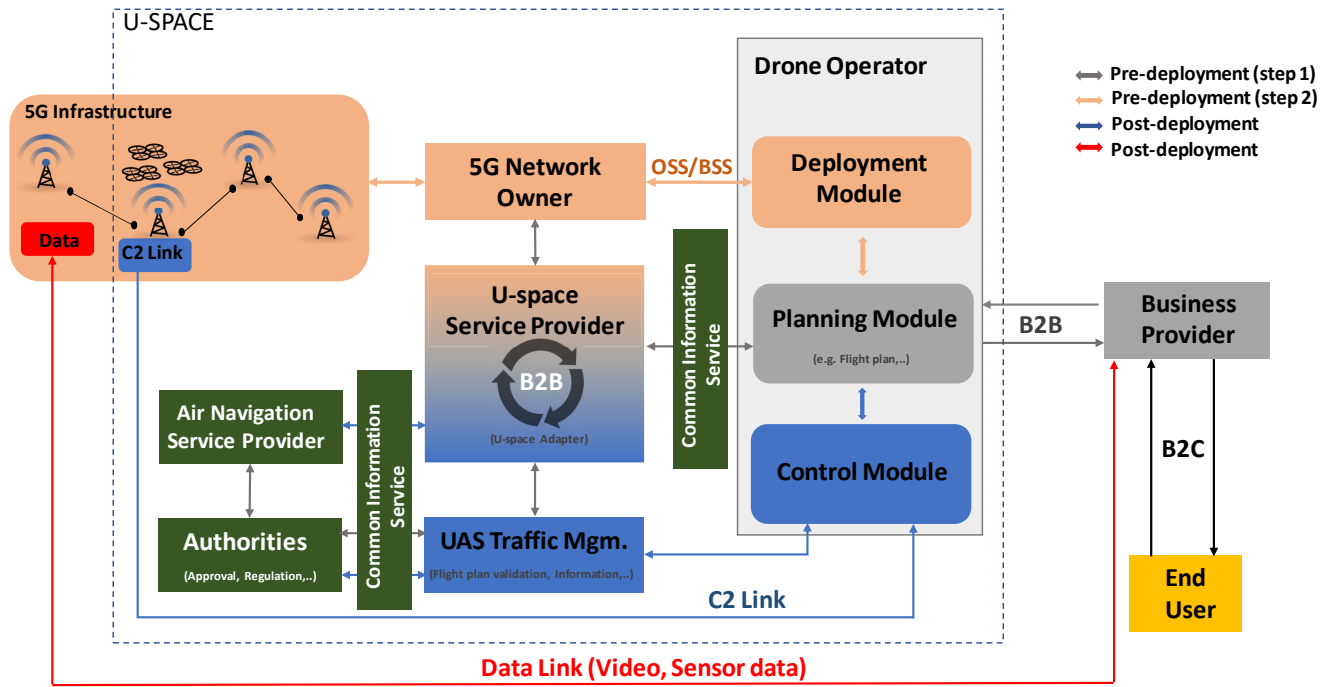 U-SPACE
Drone Operator
Pre-deployment (step 1)
Pre-deployment (step 2)
Post-deployment
Post-deployment
5G Infrastructure
Data
C2 Link
5G Network
Owner
OSS/BSS
Deployment
Module
U-space
Service Provider
B2B
(U-space Adapter)
Common Information
Service
Planning Module
(e.g. Flight plan,..)
B2B
Business
Provider
Air Navigation
Service Provider
Common Information
Service
Control Module
B2C
Authorities
(Approval, Regulation,..)
UAS Traffic Mgm.
(Flight plan validation, Information,..)
C2 Link
End
User
Data Link (Video, Sensor data)